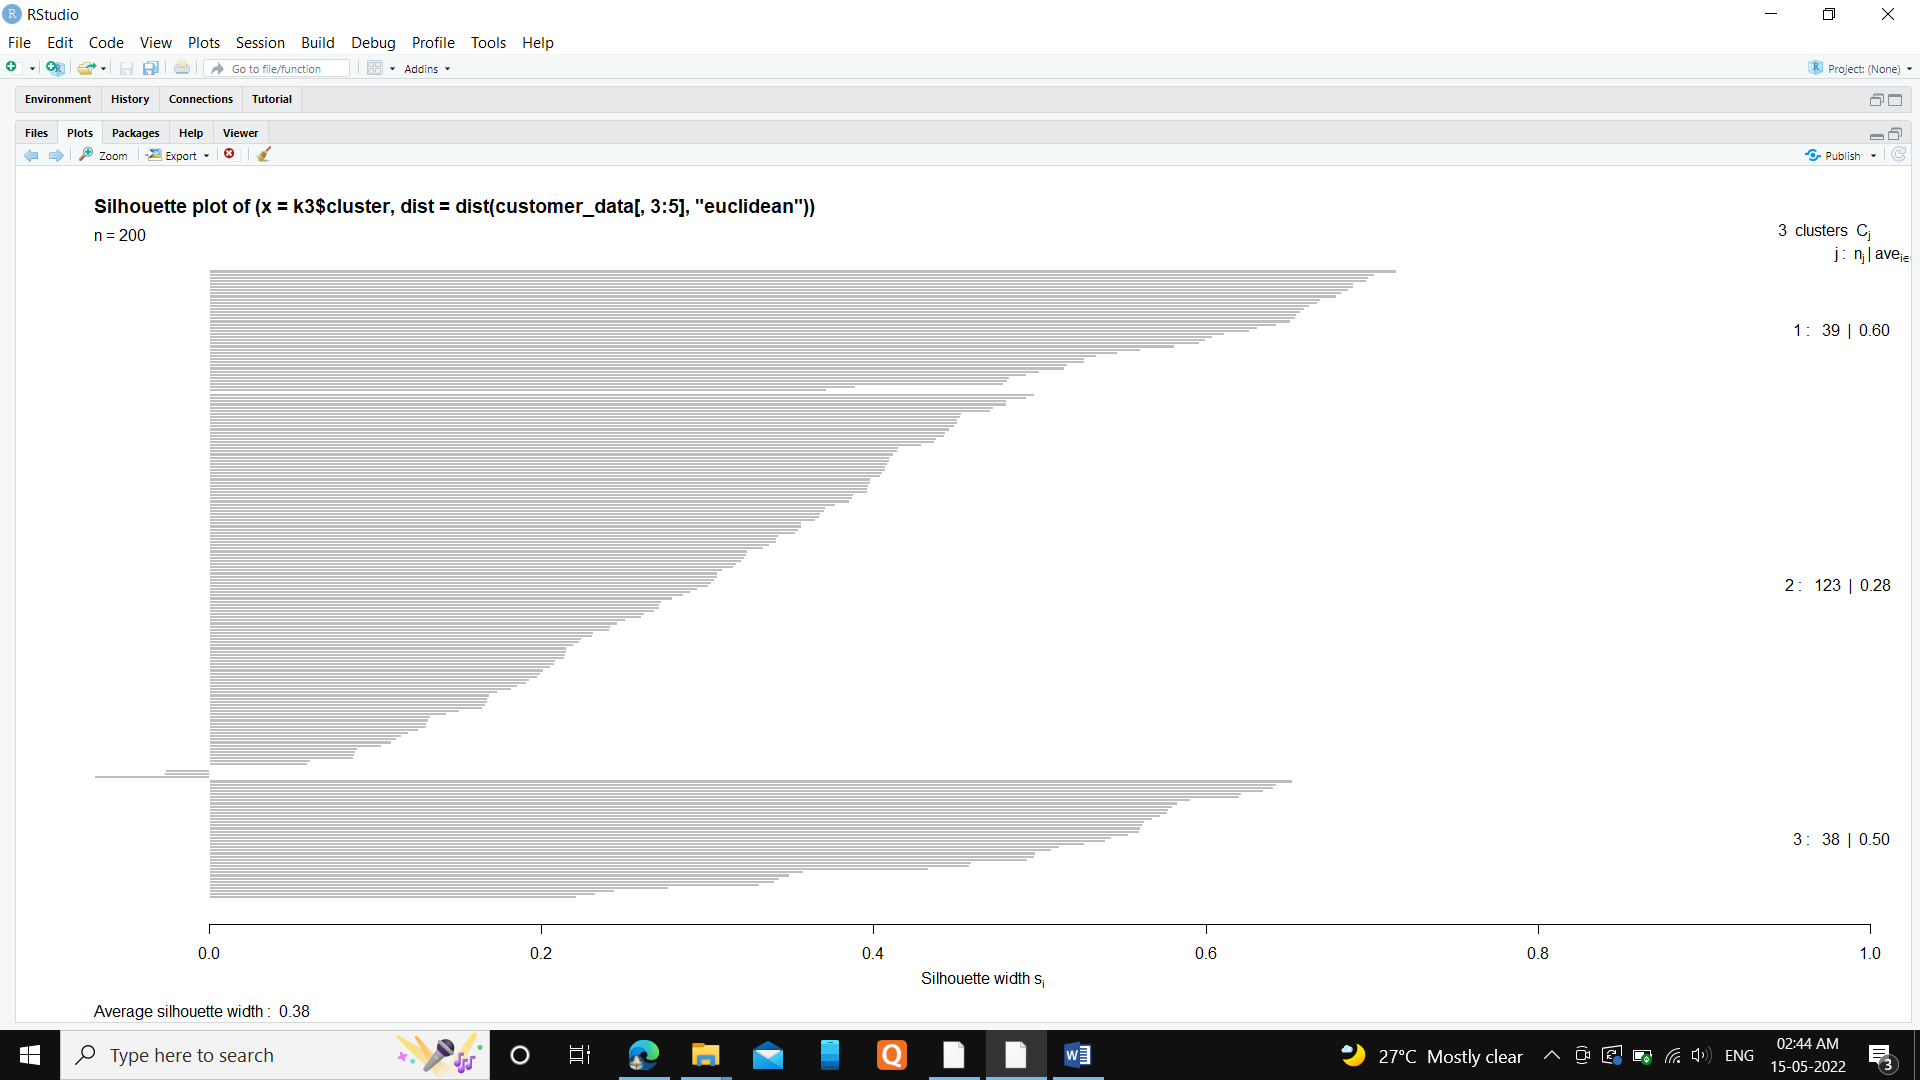 RStudio
File Edit Code View Plots Session Build Debug Profile Tools Help
Go to file/function Addins Project: (None)
Environment History Connections Tutorial
Files Plots Packages Help Viewer
Zoom Export Publish
Silhouette plot of (x = k3$cluster, dist = dist(customer_data[, 3:5], "euclidean"))
n = 200
3 clusters Cj
j : nj | avei∈
1 : 39 | 0.60
2 : 123 | 0.28
3 : 38 | 0.50
0.0 0.2 0.4 0.6 0.8 1.0
Silhouette width si
Average silhouette width : 0.38
Type here to search
27°C Mostly clear
ENG
02:44 AM
15-05-2022
3